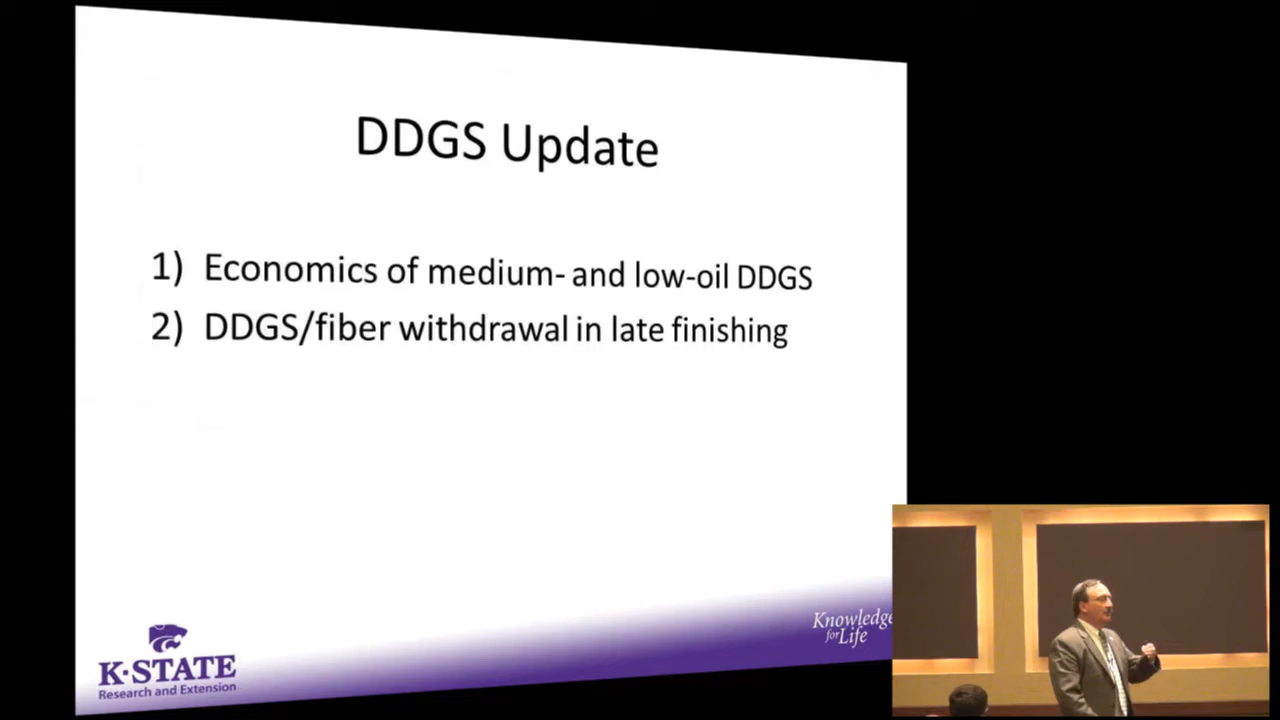 DDGS Update
1) Economics of medium- and low-oil DDGS
2) DDGS/fiber withdrawal in late finishing
Knowledge
for Life
K-STATE
Research and Extension